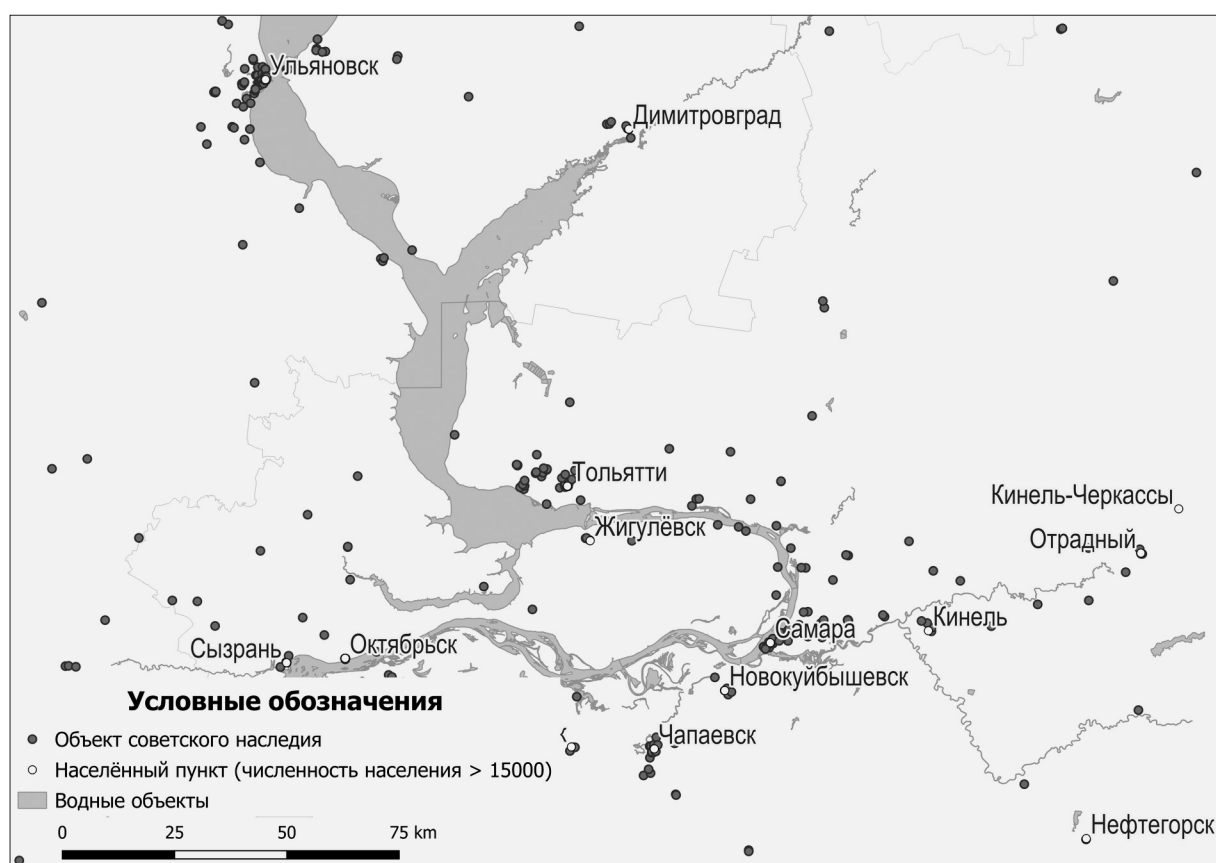 Ульяновск
Димитровград
Тольятти
Жигулёвск
Кинель-Черкассы
Отрадный
Кинель
Самара
Сызрань
Октябрьск
Новокуйбышевск
Чапаевск
Нефтегорск
Условные обозначения
Объект советского наследия
Населённый пункт (численность населения > 15000)
Водные объекты
0 25 50 75 km